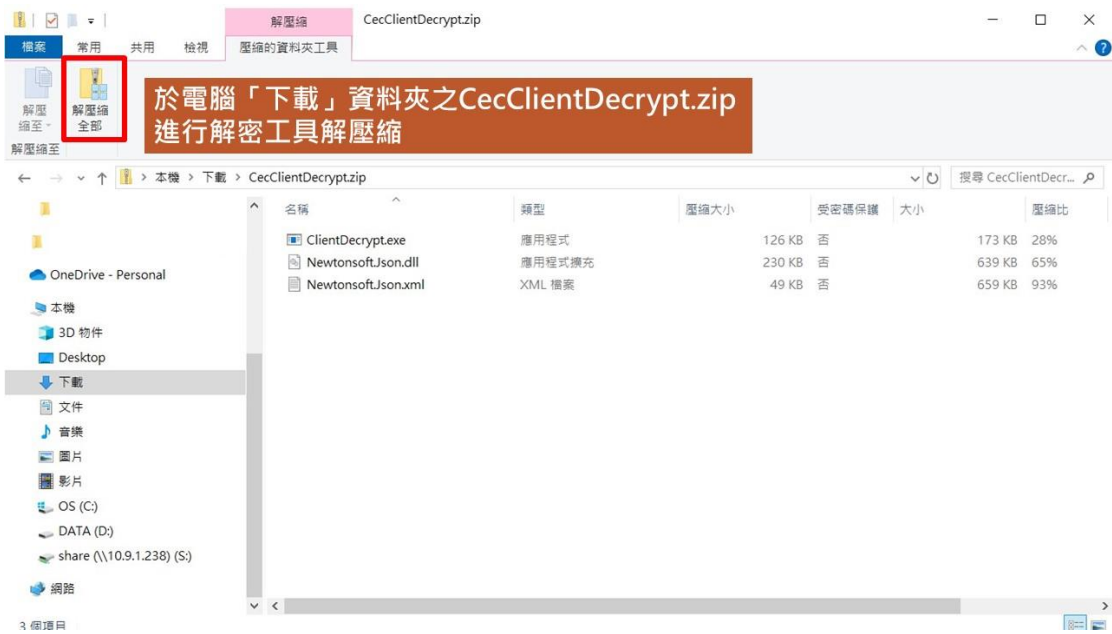 解壓縮
CecClientDecrypt.zip
檔案
常用
共用
檢視
壓縮的資料夾工具
解壓
縮至
解壓縮
全部
解壓縮至
於電腦「下載」資料夾之CecClientDecrypt.zip
進行解密工具解壓縮
本機 > 下載 > CecClientDecrypt.zip
搜尋 CecClientDecr...
名稱
類型
壓縮大小
受密碼保護
大小
壓縮比
ClientDecrypt.exe 應用程式 126 KB 否 173 KB 28%
Newtonsoft.Json.dll 應用程式擴充 230 KB 否 639 KB 65%
Newtonsoft.Json.xml XML 檔案 49 KB 否 659 KB 93%
OneDrive - Personal
本機
3D 物件
Desktop
下載
文件
音樂
圖片
影片
OS (C:)
DATA (D:)
share (\\10.9.1.238) (S:)
網路
3 個項目